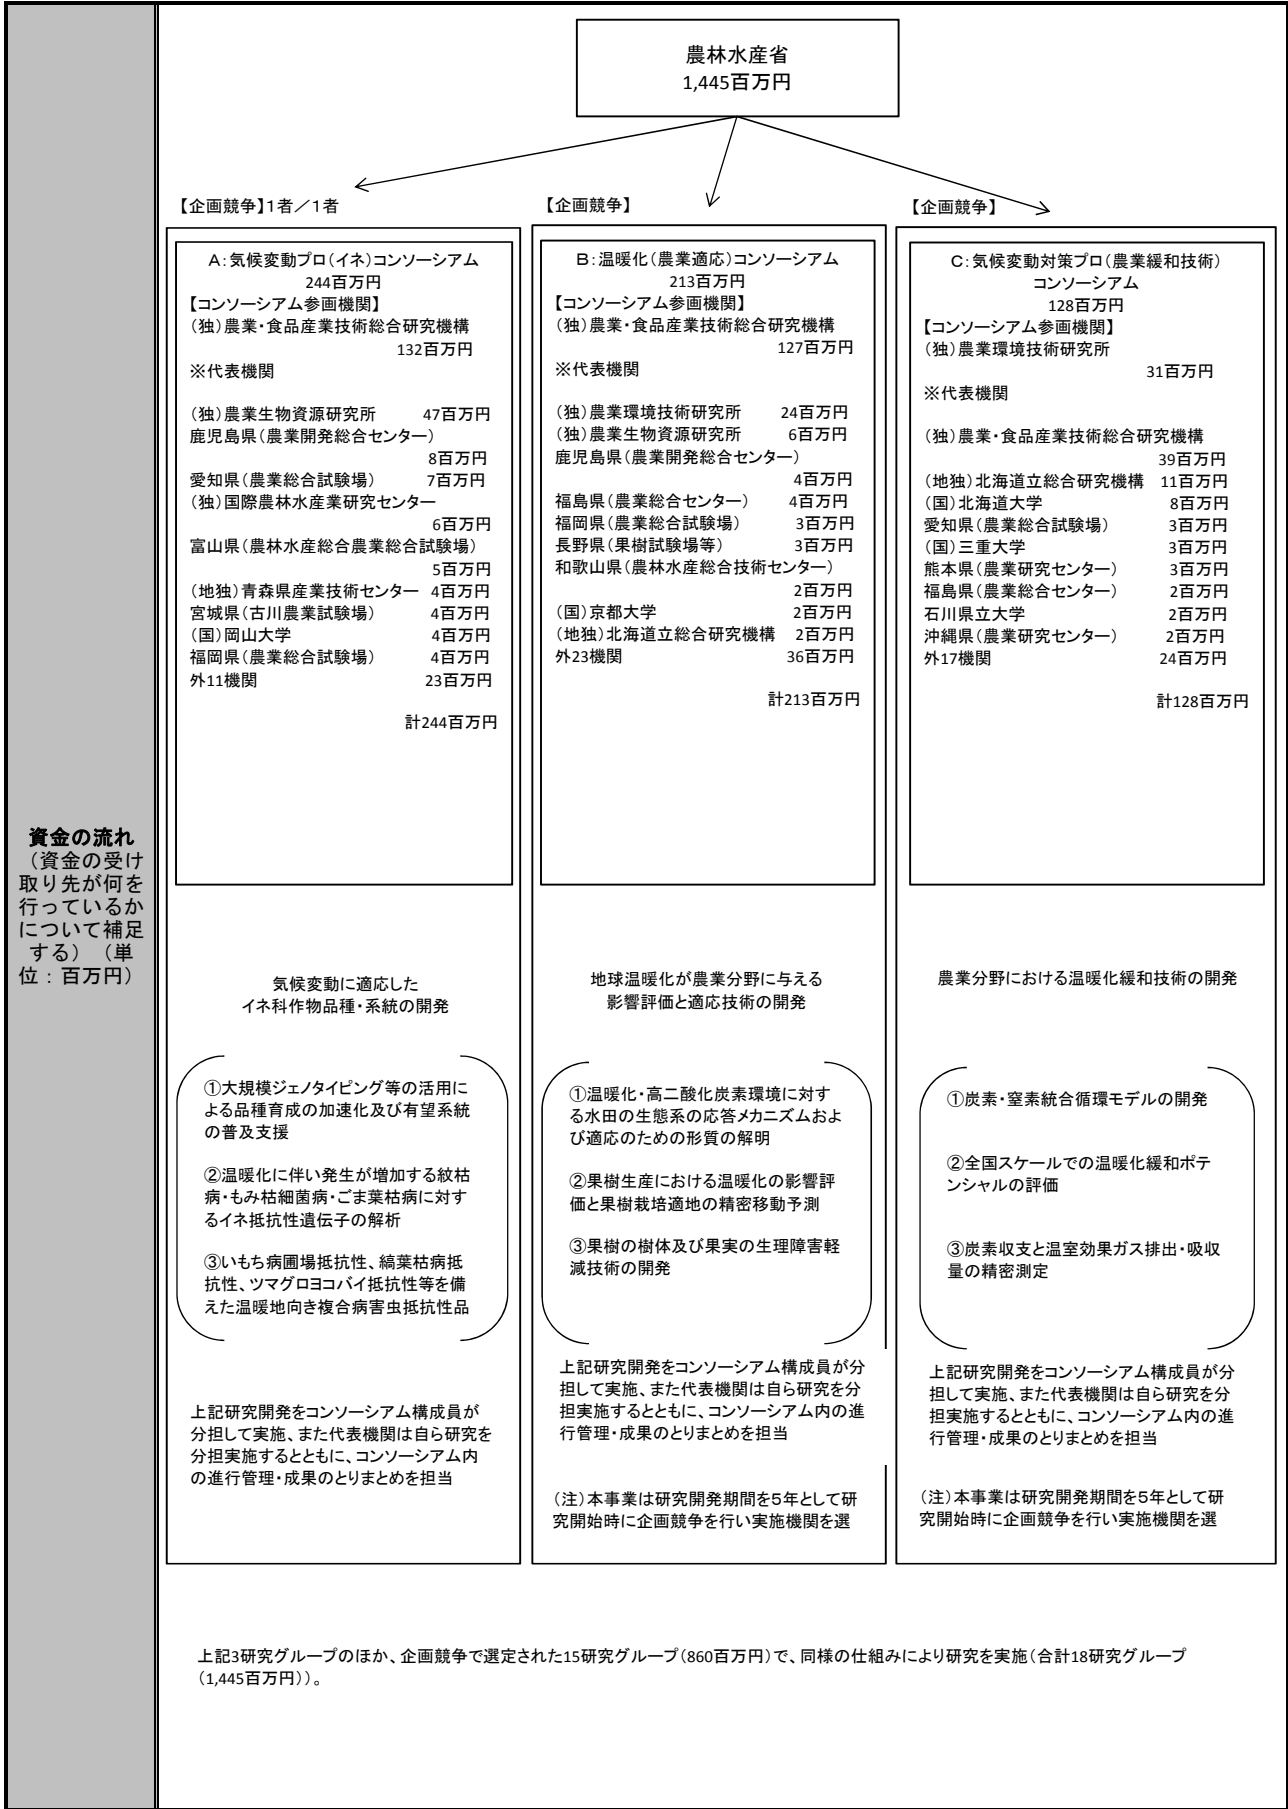 資金の流れ
（資金の受け
取り先が何を
行っているか
について補足
する）（単
位：百万円）
農林水産省
1,445百万円
【企画競争】1者／1者
【企画競争】
【企画競争】
A：気候変動プロ（イネ）コンソーシアム
244百万円
【コンソーシアム参画機関】
（独）農業・食品産業技術総合研究機構
132百万円
※代表機関
（独）農業生物資源研究所 47百万円
鹿児島県（農業開発総合センター）
8百万円
愛知県（農業総合試験場） 7百万円
（独）国際農林水産業研究センター
6百万円
富山県（農林水産総合農業総合試験場）
5百万円
（地独）青森県産業技術センター 4百万円
宮城県（古川農業試験場） 4百万円
（国）岡山大学 4百万円
福岡県（農業総合試験場） 4百万円
外11機関 23百万円
計244百万円
気候変動に適応した
イネ科作物品種・系統の開発
①大規模ジェノタイピング等の活用に
よる品種育成の加速化及び有望系統
の普及支援
②温暖化に伴い発生が増加する紋枯
病・もみ枯細菌病・ごま葉枯病に対す
るイネ抵抗性遺伝子の解析
③いもち病圃場抵抗性、縞葉枯病抵
抗性、ツマグロヨコバイ抵抗性等を備
えた温暖地向き複合病害虫抵抗性品
上記研究開発をコンソーシアム構成員が
分担して実施、また代表機関は自ら研究を
分担実施するとともに、コンソーシアム内
の進行管理・成果のとりまとめを担当
B：温暖化（農業適応）コンソーシアム
213百万円
【コンソーシアム参画機関】
（独）農業・食品産業技術総合研究機構
127百万円
※代表機関
（独）農業環境技術研究所 24百万円
（独）農業生物資源研究所 6百万円
鹿児島県（農業開発総合センター）
4百万円
福島県（農業総合センター） 4百万円
福岡県（農業総合試験場） 3百万円
長野県（果樹試験場等） 3百万円
和歌山県（農林水産総合技術センター）
2百万円
（国）京都大学 2百万円
（地独）北海道立総合研究機構 2百万円
外23機関 36百万円
計213百万円
地球温暖化が農業分野に与える
影響評価と適応技術の開発
①温暖化・高二酸化炭素環境に対す
る水田の生態系の応答メカニズムおよ
び適応のための形質の解明
②果樹生産における温暖化の影響評
価と果樹栽培適地の精密移動予測
③果樹の樹体及び果実の生理障害軽
減技術の開発
上記研究開発をコンソーシアム構成員が分
担して実施、また代表機関は自ら研究を分
担実施するとともに、コンソーシアム内の進
行管理・成果のとりまとめを担当
（注）本事業は研究開発期間を5年として研
究開始時に企画競争を行い実施機関を選
C：気候変動対策プロ（農業緩和技術）
コンソーシアム
128百万円
【コンソーシアム参画機関】
（独）農業環境技術研究所
31百万円
※代表機関
（独）農業・食品産業技術総合研究機構
39百万円
（地独）北海道立総合研究機構 11百万円
（国）北海道大学 8百万円
愛知県（農業総合試験場） 3百万円
（国）三重大学 3百万円
熊本県（農業研究センター） 3百万円
福島県（農業総合センター） 2百万円
石川県立大学 2百万円
沖縄県（農業研究センター） 2百万円
外17機関 24百万円
計128百万円
農業分野における温暖化緩和技術の開発
①炭素・窒素統合循環モデルの開発
②全国スケールでの温暖化緩和ポテ
ンシャルの評価
③炭素収支と温室効果ガス排出・吸収
量の精密測定
上記研究開発をコンソーシアム構成員が分
担して実施、また代表機関は自ら研究を分
担実施するとともに、コンソーシアム内の進
行管理・成果のとりまとめを担当
（注）本事業は研究開発期間を5年として研
究開始時に企画競争を行い実施機関を選
上記3研究グループのほか、企画競争で選定された15研究グループ（860百万円）で、同様の仕組みにより研究を実施（合計18研究グループ
（1,445百万円））。